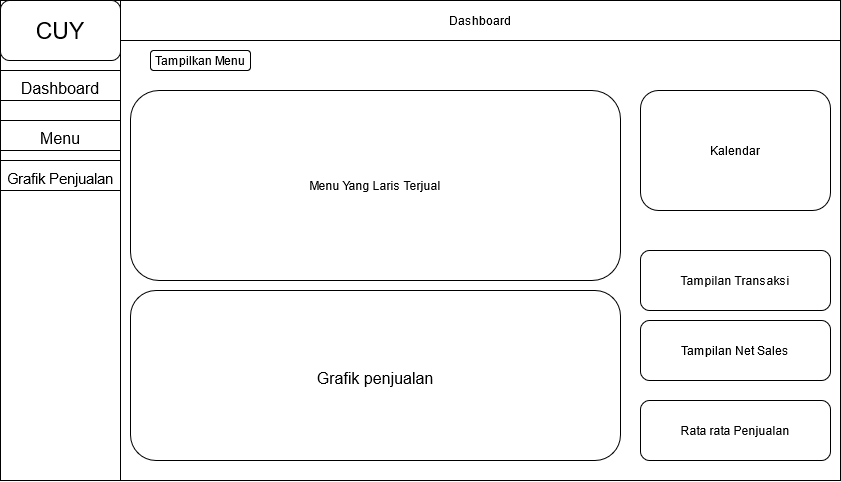 CUY
Dashboard
Tampilkan Menu
Dashboard
Menu
Grafik Penjualan
Menu Yang Laris Terjual
Kalendar
Tampilan Transaksi
Tampilan Net Sales
Grafik penjualan
Rata rata Penjualan